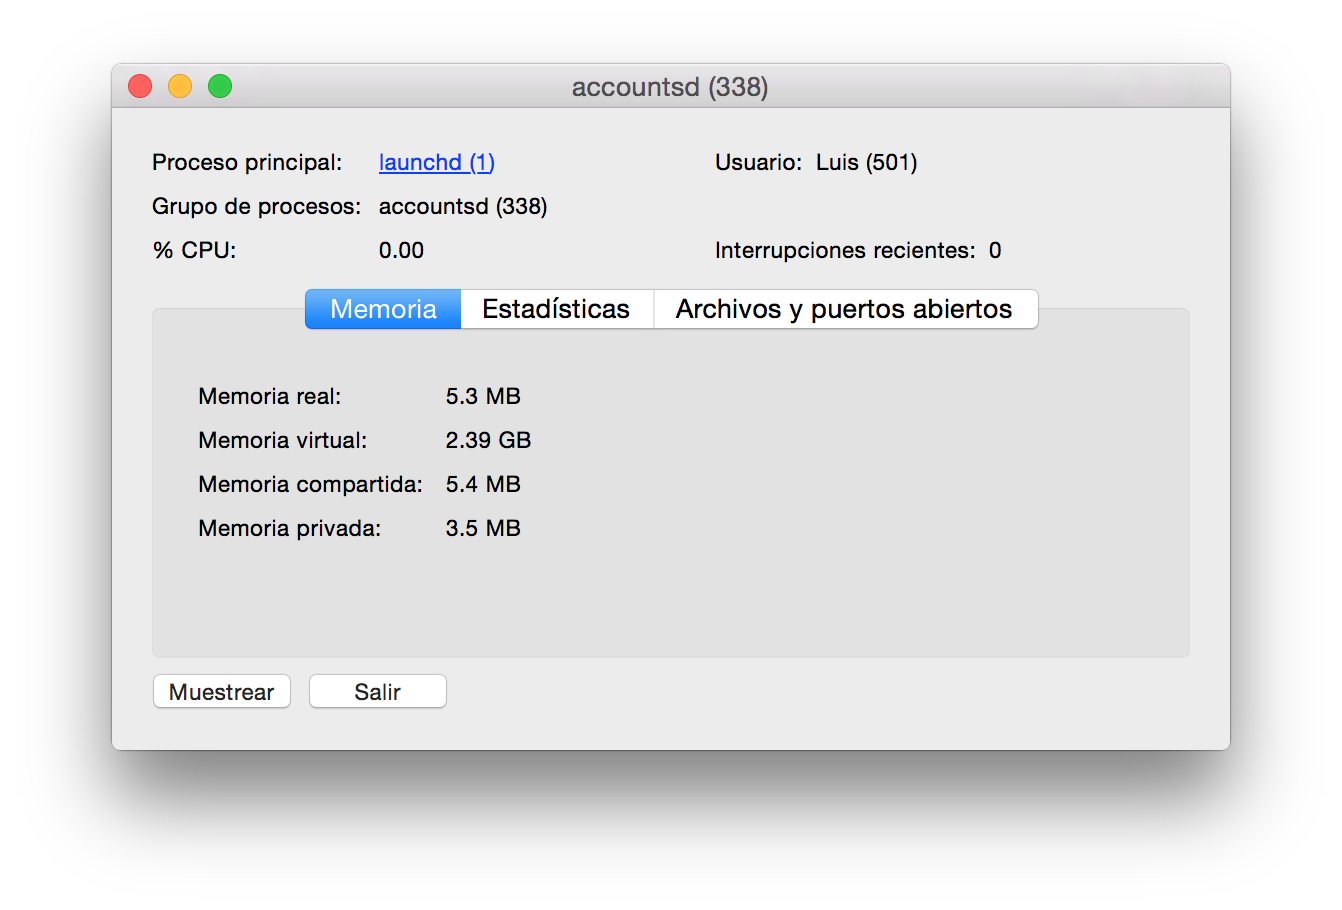 accountsd (338)
Proceso principal: launchd (1) Usuario: Luis (501)
Grupo de procesos: accountsd (338)
% CPU: 0.00 Interrupciones recientes: 0
Memoria Estadísticas Archivos y puertos abiertos
Memoria real: 5.3 MB
Memoria virtual: 2.39 GB
Memoria compartida: 5.4 MB
Memoria privada: 3.5 MB
Muestrear Salir